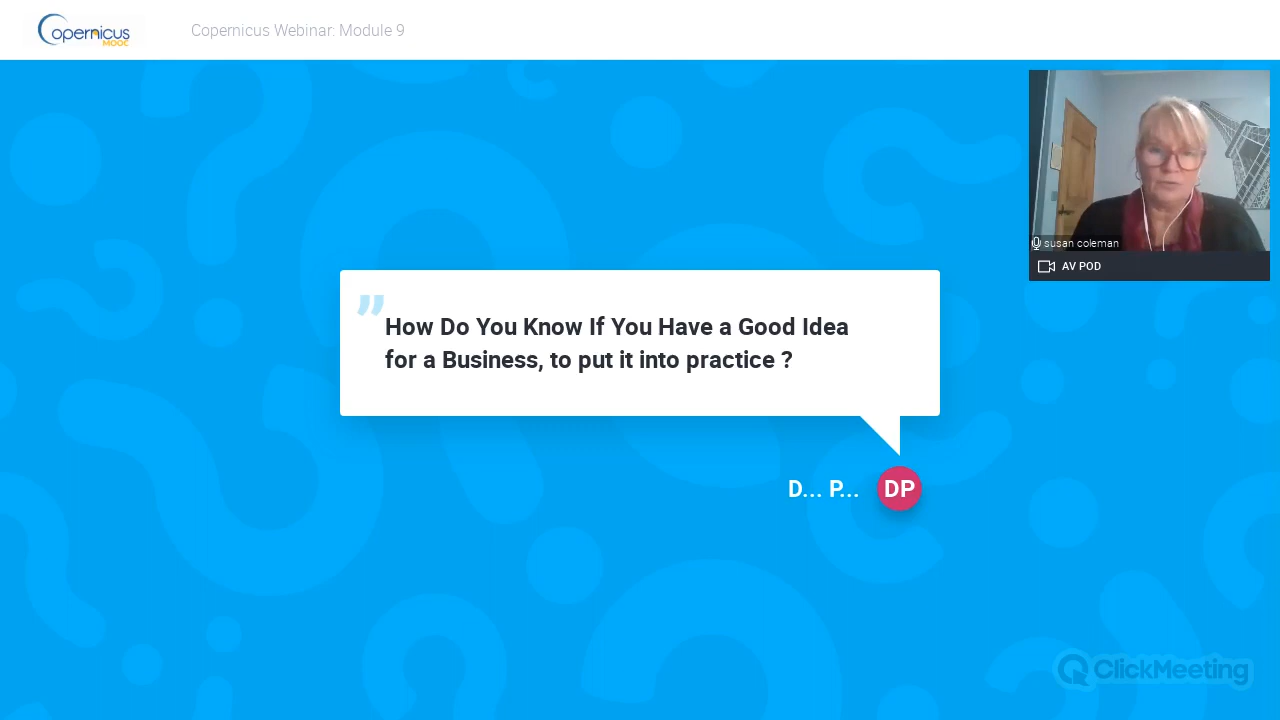 Copernicus
MOOC
Copernicus Webinar: Module 9
susan coleman
AV POD
"
How Do You Know If You Have a Good Idea
for a Business, to put it into practice ?
D... P...
DP
ClickMeeting